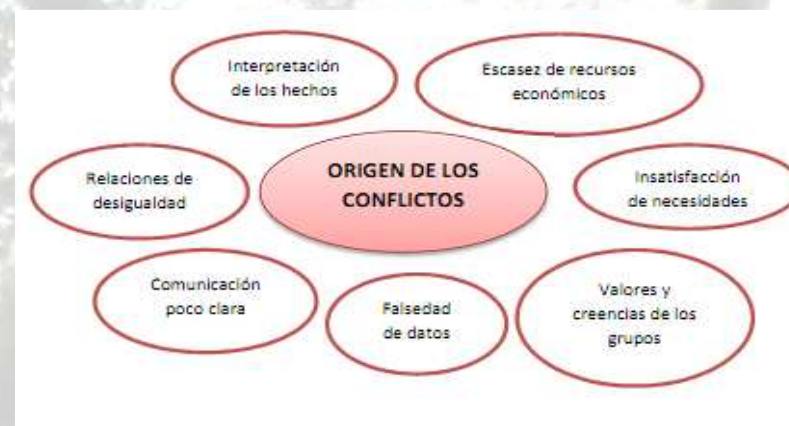 Interpretación
de los hechos
Escasez de recursos
económicos
Relaciones de
desigualdad
ORIGEN DE LOS
CONFLICTOS
Insatisfacción
de necesidades
Comunicación
poco clara
Falsedad
de datos
Valores y
creencias de los
grupos